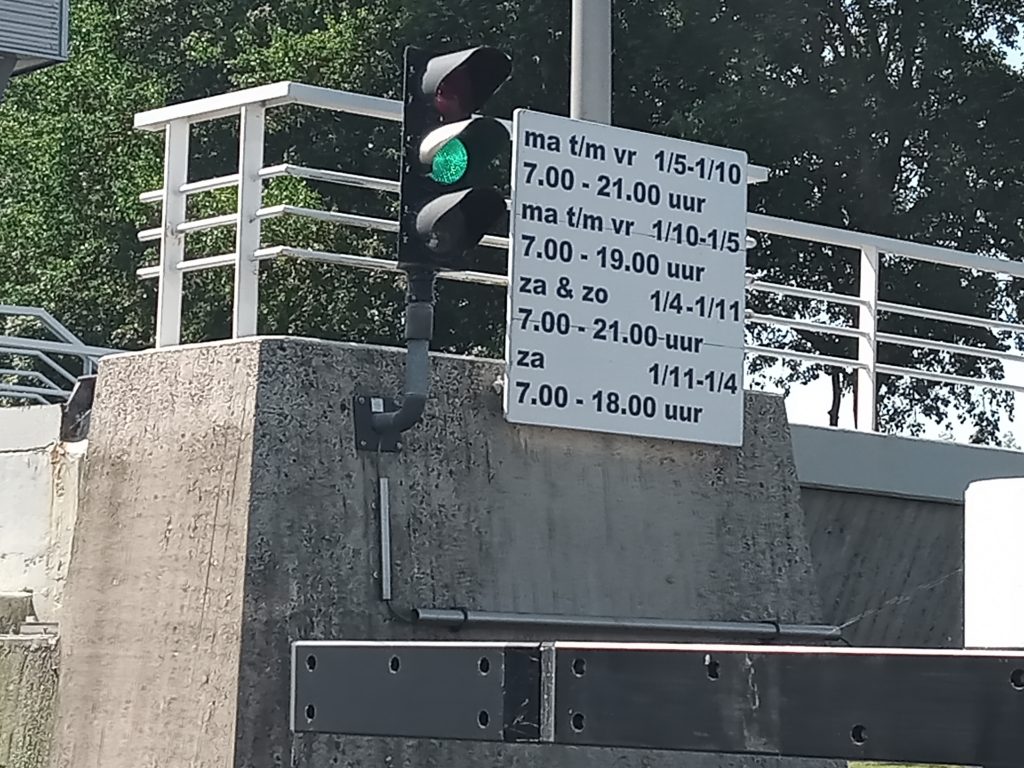 ma t/m vr 1/5-1/10
7.00 - 21.00 uur
ma t/m vr 1/10-1/5
7.00 - 19.00 uur
za & zo 1/4-1/11
7.00 - 21.00 uur
za 1/11-1/4
7.00 - 18.00 uur